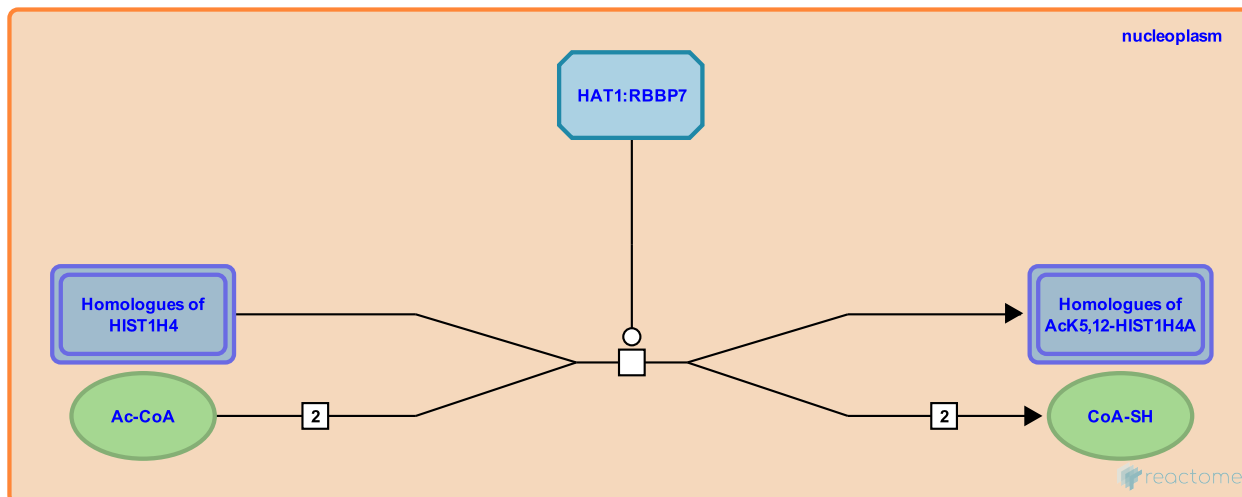 nucleoplasm
HAT1:RBBP7
Homologues of
HIST1H4
Homologues of
AcK5,12-HIST1H4A
Ac-CoA
2
2
CoA-SH
reactome